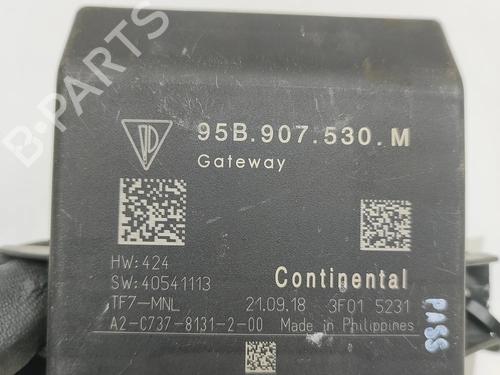 B-PARTS
95B.907.530.M
Gateway
HW:424
SW:40541113
TF7-MNL
Continental
21.09.18 3F01 5231
A2-C737-8131-2-00 Made in Philippines
PASS